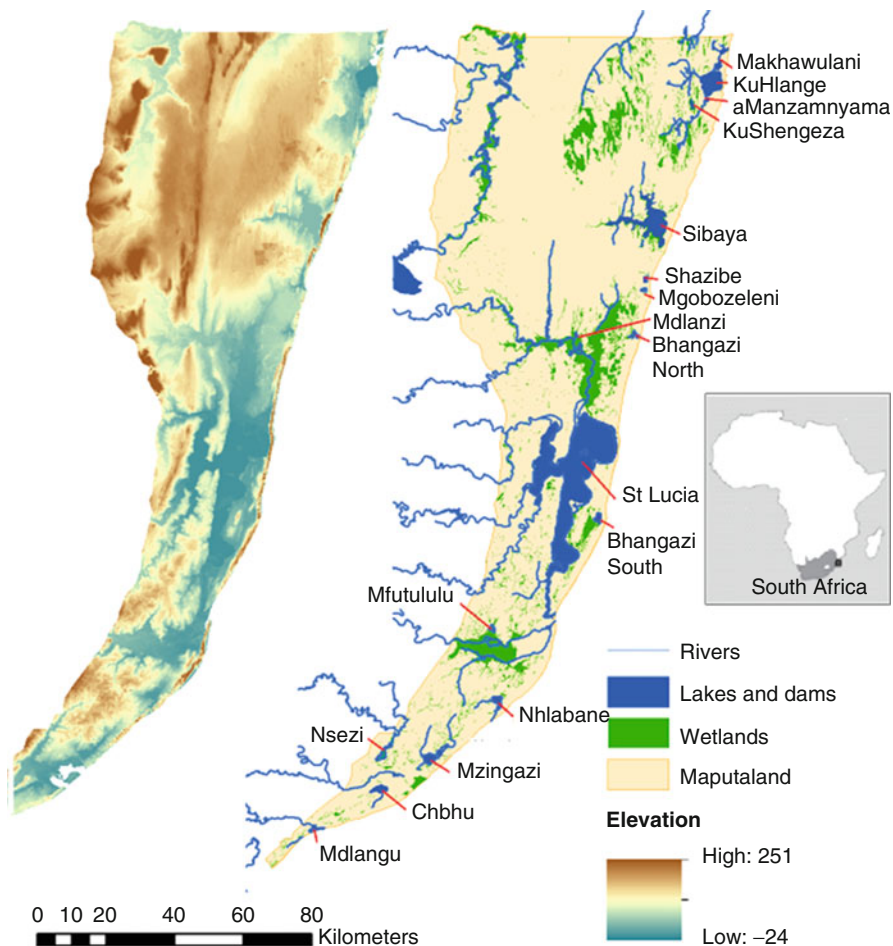 Makhawulani
KuHlange
aManzamnyama
KuShengeza
Sibaya
Shazibe
Mgobozeleni
Mdlanzi
Bhangazi
North
St Lucia
Bhangazi
South
South Africa
Mfutululu
Nhlabane
Nsezi
Mzingazi
Chbhu
Mdlangu
Rivers
Lakes and dams
Wetlands
Maputaland
Elevation
High: 251
Low: –24
0 10 20 40 60 80
Kilometers